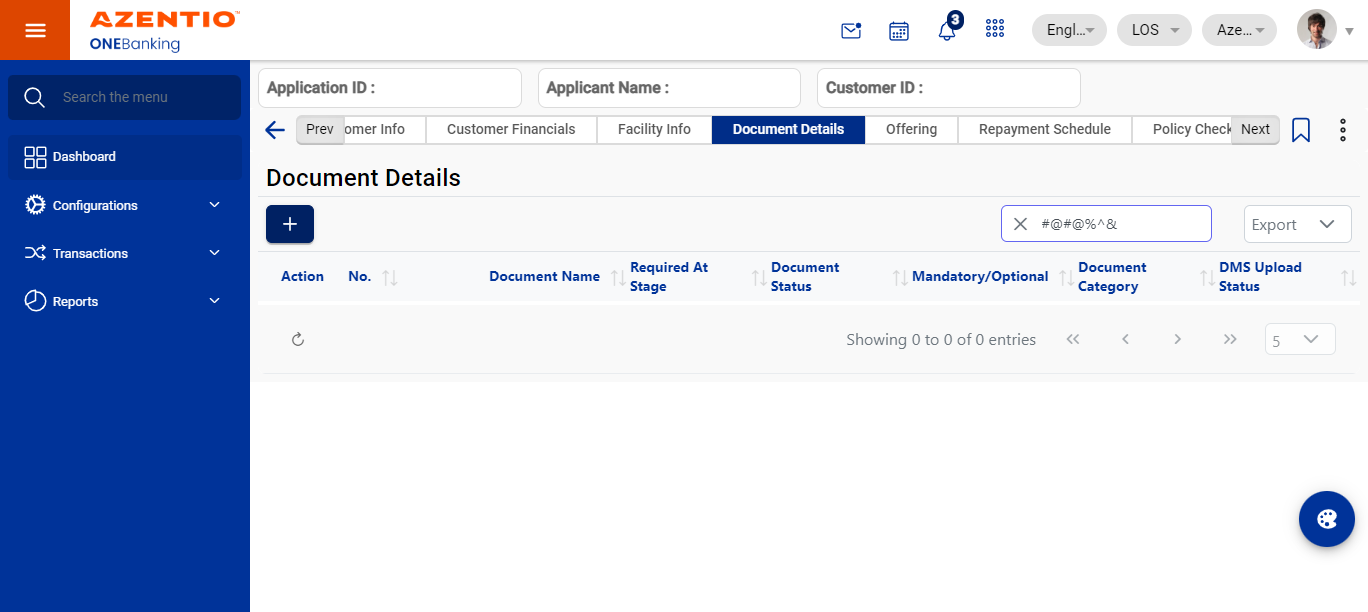 AZENTIO™
ONEBanking
3
Engl...
LOS
Aze...
Search the menu
Dashboard
Configurations
Transactions
Reports
Application ID :
Applicant Name :
Customer ID :
Prev
omer Info
Customer Financials
Facility Info
Document Details
Offering
Repayment Schedule
Policy Check
Next
Document Details
+
#@#@%^&
Export
Action
No.
Document Name
Required At
Stage
Document
Status
Mandatory/Optional
Document
Category
DMS Upload
Status
Showing 0 to 0 of 0 entries
5